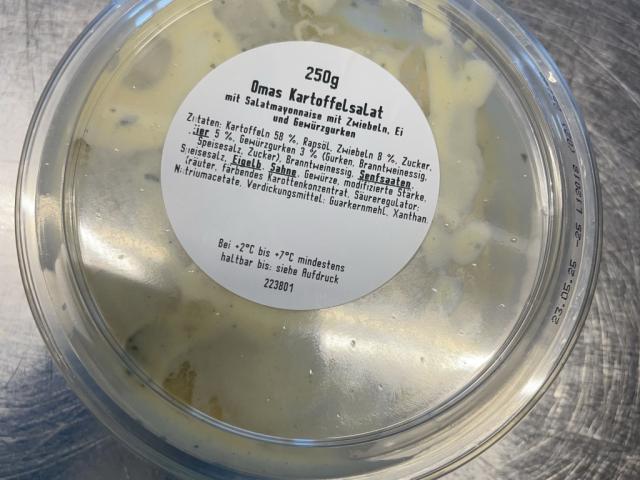 250g
Omas Kartoffelsalat
mit Salatmayonnaise mit Zwiebeln, Ei
und Gewürzgurken
Zutaten: Kartoffeln 58 %, Rapsöl, Zwiebeln 8 %, Zucker,
Eier 5 %, Gewürzgurken 3 % (Gurken, Branntweinessig,
Speisesalz, Zucker), Branntweinessig, Senfsaaten,
Speisesalz, Eigelb, Sahne, Gewürze, modifizierte Stärke,
Kräuter, färbendes Karottenkonzentrat, Säureregulator:
Natriumacetate, Verdickungsmittel: Guarkernmehl, Xanthan.
Bei +2°C bis +7°C mindestens
haltbar bis: siehe Aufdruck
223801
23.05.25